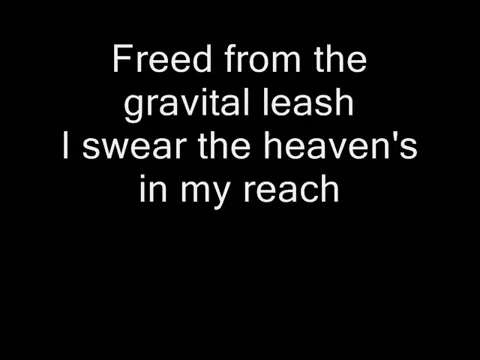 Freed from the
gravital leash
I swear the heaven's
in my reach